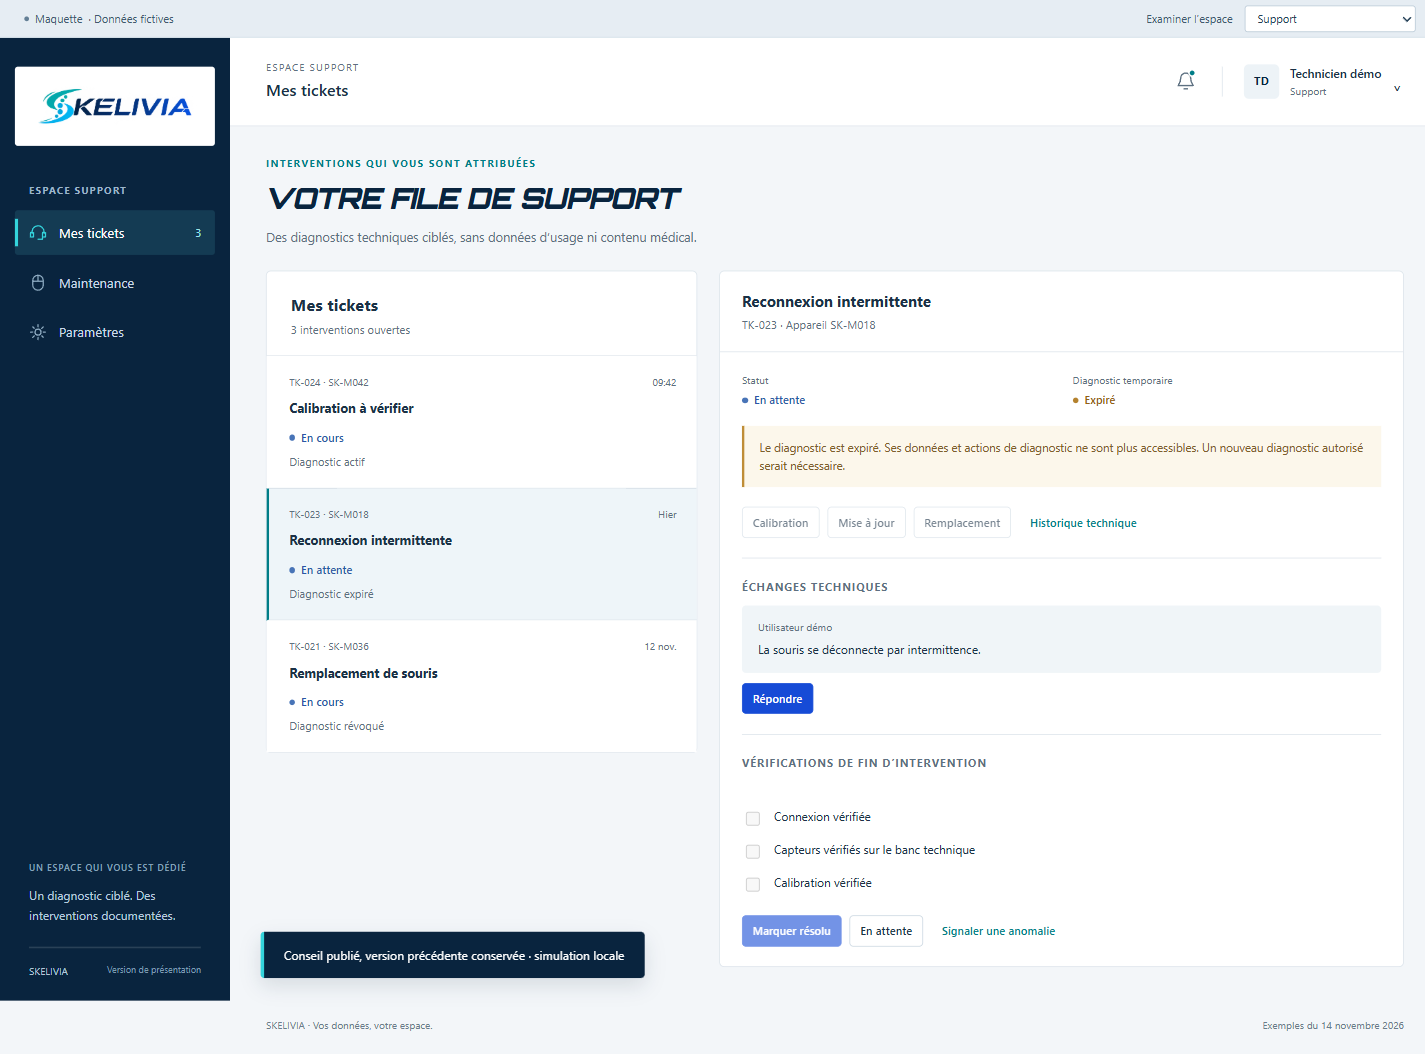 Maquette · Données fictives
Examiner l'espace
Support
SKELIVIA
ESPACE SUPPORT
Mes tickets
3
Maintenance
Paramètres
UN ESPACE QUI VOUS EST DÉDIÉ
Un diagnostic ciblé. Des
interventions documentées.
SKELIVIA
Version de présentation
ESPACE SUPPORT
Mes tickets
TD
Technicien démo
Support
INTERVENTIONS QUI VOUS SONT ATTRIBUÉES
VOTRE FILE DE SUPPORT
Des diagnostics techniques ciblés, sans données d'usage ni contenu médical.
Mes tickets
3 interventions ouvertes
TK-024 · SK-M042
09:42
Calibration à vérifier
En cours
Diagnostic actif
TK-023 · SK-M018
Hier
Reconnexion intermittente
En attente
Diagnostic expiré
TK-021 · SK-M036
12 nov.
Remplacement de souris
En cours
Diagnostic révoqué
Reconnexion intermittente
TK-023 · Appareil SK-M018
Statut
En attente
Diagnostic temporaire
Expiré
Le diagnostic est expiré. Ses données et actions de diagnostic ne sont plus accessibles. Un nouveau diagnostic autorisé
serait nécessaire.
Calibration
Mise à jour
Remplacement
Historique technique
ÉCHANGES TECHNIQUES
Utilisateur démo
La souris se déconnecte par intermittence.
Répondre
VÉRIFICATIONS DE FIN D'INTERVENTION
Connexion vérifiée
Capteurs vérifiés sur le banc technique
Calibration vérifiée
Marquer résolu
En attente
Signaler une anomalie
Conseil publié, version précédente conservée · simulation locale
SKELIVIA · Vos données, votre espace.
Exemples du 14 novembre 2026